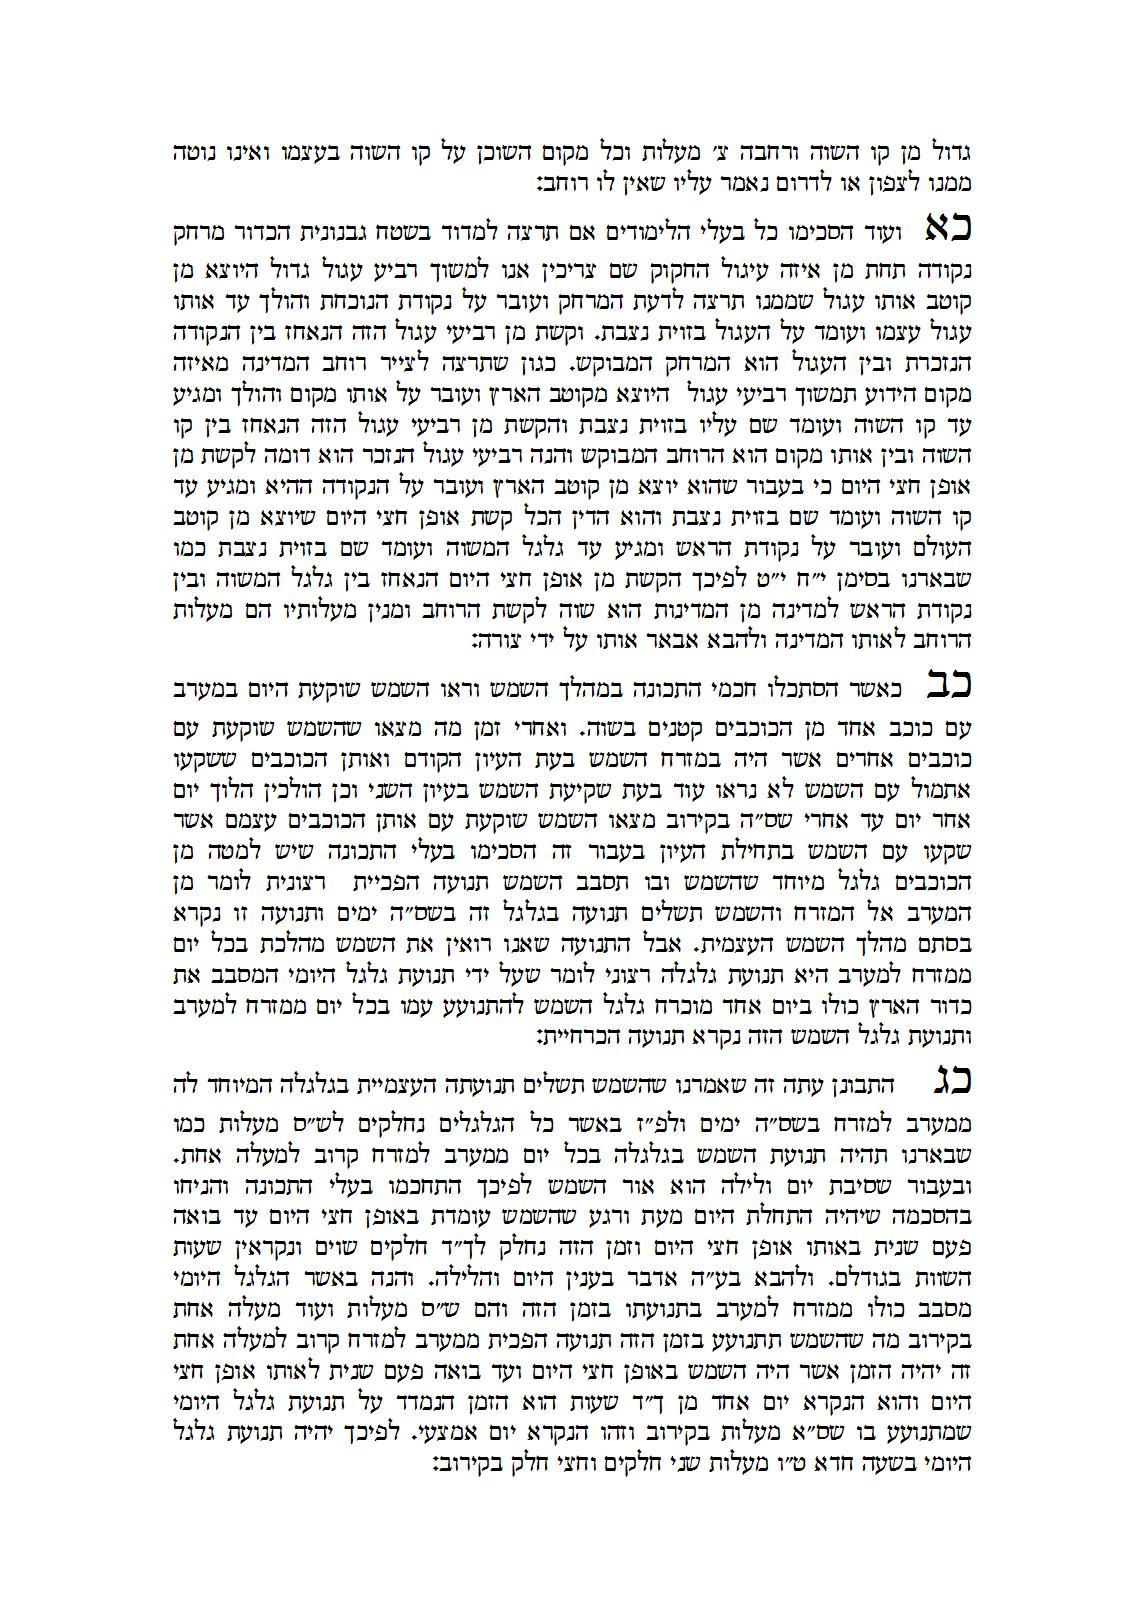 גדול מן קו השוה ורחבה צ׳ מעלות וכל מקום השוכן על קו השוה בעצמו ואינו נוטה
ממנו לצפון או לדרום נאמר עליו שאין לו רוחב:
כא ועוד הסכימו כל בעלי הלימודים אם תרצה למדוד בשטח גבנונית הכדור מרחק
נקודה תחת מן איזה עיגול החקוק שם צריכין אנו למשוך רביע עגול גדול היוצא מן
קוטב אותו עגול שממנו תרצה לדעת המרחק ועובר על נקודת הנוכחת והולך עד אותו
עגול עצמו ועומד על העגול בזוית נצבת. וקשת מן רביעי עגול הזה הנאחז בין הנקודה
הנזכרת ובין העגול הוא המרחק המבוקש. כגון שתרצה לצייר רוחב המדינה מאיזה
מקום הידוע תמשוך רביעי עגול היוצא מקוטב הארץ ועובר על אותו מקום והולך ומגיע
עד קו השוה ועומד שם עליו בזוית נצבת והקשת מן רביעי עגול הזה הנאחז בין קו
השוה ובין אותו מקום הוא הרוחב המבוקש והנה רביעי עגול הנזכר הוא דומה לקשת מן
אופן חצי היום כי בעבור שהוא יוצא מן קוטב הארץ ועובר על הנקודה ההיא ומגיע עד
קו השוה ועומד שם בזוית נצבת והוא הדין הכל קשת אופן חצי היום שיוצא מן קוטב
העולם ועובר על נקודת הראש ומגיע עד גלגל המשוה ועומד שם בזוית נצבת כמו
שבארנו בסימן י״ח י״ט לפיכך הקשת מן אופן חצי היום הנאחז בין גלגל המשוה ובין
נקודת הראש למדינה מן המדינות הוא שוה לקשת הרוחב ומנין מעלותיו הם מעלות
הרוחב לאותו המדינה ולהבא אבאר אותו על ידי צורה:
כב כאשר הסתכלו חכמי התכונה במהלך השמש וראו השמש שוקעת היום במערב
עם כוכב אחד מן הכוכבים קטנים בשוה. ואחרי זמן מה מצאו שהשמש שוקעת עם
כוכבים אחרים אשר היה במזרח השמש בעת העיון הקודם ואותן הכוכבים ששקעו
אתמול עם השמש לא נראו עוד בעת שקיעת השמש בעיון השני וכן הולכין הלוך יום
אחר יום עד אחרי שס״ה בקירוב מצאו השמש שוקעת עם אותן הכוכבים עצמם אשר
שקעו עם השמש בתחילת העיון בעבור זה הסכימו בעלי התכונה שיש למטה מן
הכוכבים גלגל מיוחד שהשמש ובו תסבב השמש תנועה הפכיית רצונית לומר מן
המערב אל המזרח והשמש תשלים תנועה בגלגל זה בשס״ה ימים ותנועה זו נקרא
בסתם מהלך השמש העצמית. אבל התנועה שאנו רואין את השמש מהלכת בכל יום
ממזרח למערב היא תנועת גלגלה רצוני לומר שעל ידי תנועת גלגל היומי המסבב את
כדור הארץ כולו ביום אחד מוכרח גלגל השמש להתנועע עמו בכל יום ממזרח למערב
ותנועת גלגל השמש הזה נקרא תנועה הכרחיית:
כג התבונן עתה זה שאמרנו שהשמש תשלים תנועתה העצמיית בגלגלה המיוחד לה
ממערב למזרח בשס״ה ימים ולפ״ז באשר כל הגלגלים נחלקים לש״ס מעלות כמו
שבארנו תהיה תנועת השמש בגלגלה בכל יום ממערב למזרח קרוב למעלה אחת.
ובעבור שסיבת יום ולילה הוא אור השמש לפיכך התחכמו בעלי התכונה והניחו
בהסכמה שיהיה התחלת היום מעת ורגע שהשמש עומדת באופן חצי היום עד בואה
פעם שנית באותו אופן חצי היום וזמן הזה נחלק לך״ד חלקים שוים ונקראין שעות
השוות בגודלם. ולהבא בע״ה אדבר בענין היום והלילה. והנה באשר הגלגל היומי
מסבב כולו ממזרח למערב בתנועתו בזמן הזה והם ש״ס מעלות ועוד מעלה אחת
בקירוב מה שהשמש תתנועע בזמן הזה תנועה הפכית ממערב למזרח קרוב למעלה אחת
זה יהיה הזמן אשר היה השמש באופן חצי היום ועד בואה פעם שנית לאותו אופן חצי
היום והוא הנקרא יום אחד מן ך״ד שעות הוא הזמן הנמדד על תנועת גלגל היומי
שמתנועע בו שס״א מעלות בקירוב וזהו הנקרא יום אמצעי. לפיכך יהיה תנועת גלגל
היומי בשעה חדא ט״ו מעלות שני חלקים וחצי חלק בקירוב: